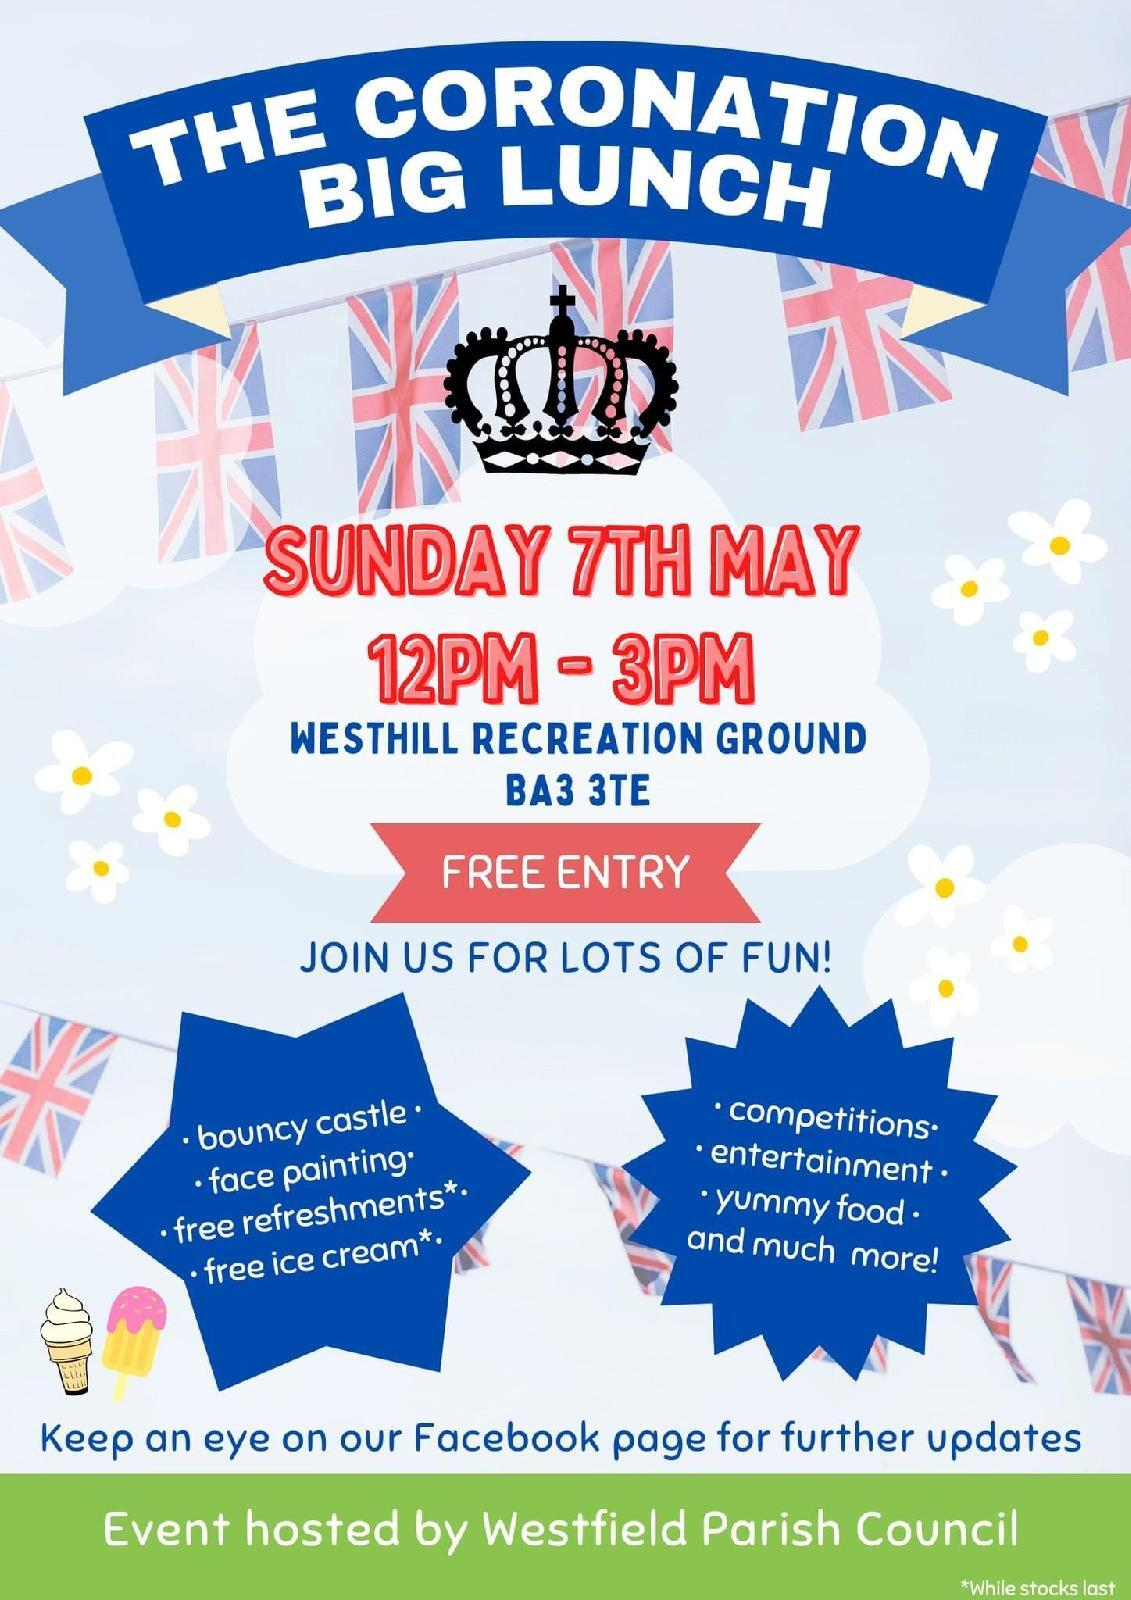 THE CORONATION
BIG LUNCH
SUNDAY 7TH MAY
12PM - 3PM
WESTHILL RECREATION GROUND
BA3 3TE
FREE ENTRY
JOIN US FOR LOTS OF FUN!
· bouncy castle ·
· face painting·
· free refreshments*·
· free ice cream*·
· competitions·
· entertainment ·
· yummy food ·
and much more!
Keep an eye on our Facebook page for further updates
Event hosted by Westfield Parish Council
*While stocks last